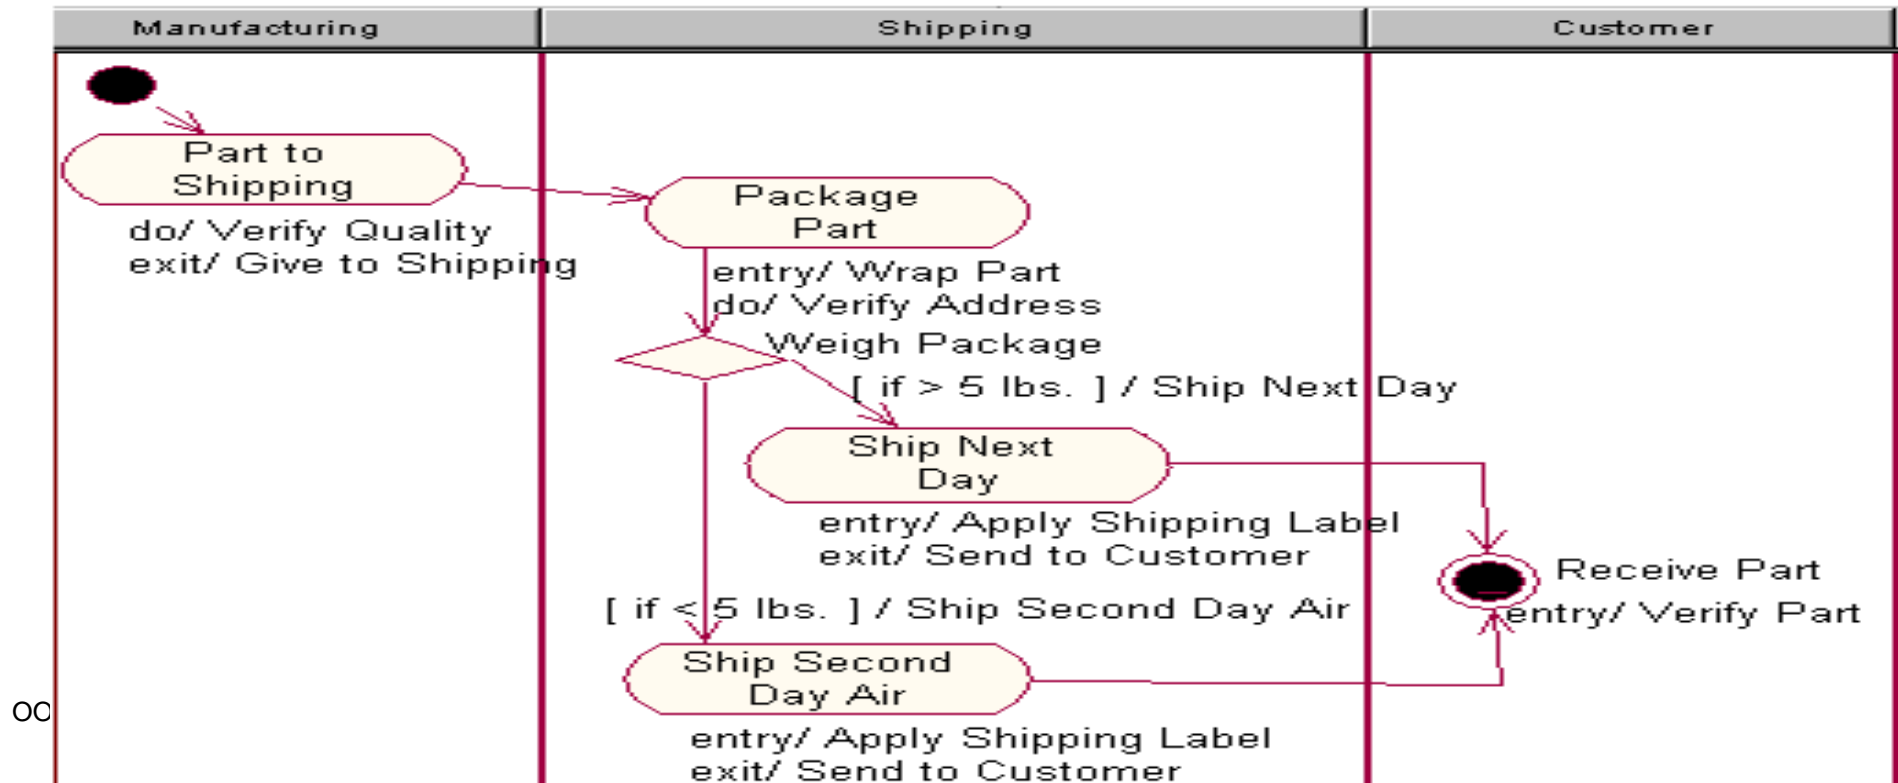 Manufacturing
Shipping
Customer
Part to
Shipping
do/ Verify Quality
exit/ Give to Shipping
Package
Part
entry/ Wrap Part
do/ Verify Address
Weigh Package
[ if > 5 lbs. ] / Ship Next Day
Ship Next
Day
entry/ Apply Shipping Label
exit/ Send to Customer
Receive Part
entry/ Verify Part
[ if < 5 lbs. ] / Ship Second Day Air
Ship Second
Day Air
entry/ Apply Shipping Label
exit/ Send to Customer